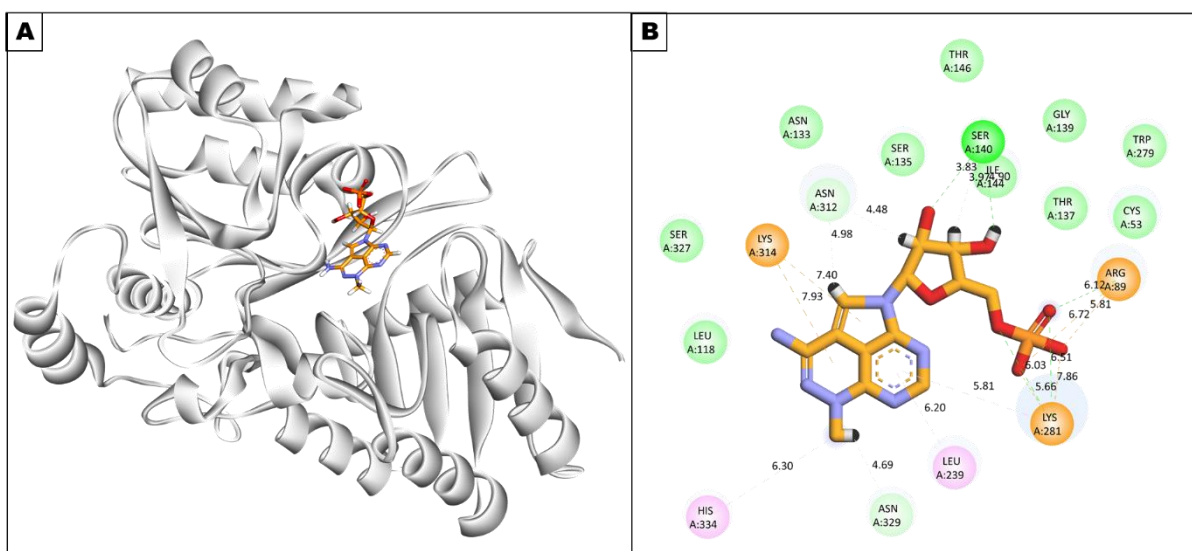 A
B
THR
A:146
ASN
A:133
GLY
A:139
SER
A:140
SER
A:135
TRP
A:279
3.83
3.97
4.90
ILE
A:144
ASN
A:312
THR
A:137
CYS
A:53
4.48
SER
A:327
LYS
A:314
4.98
ARG
A:89
7.40
6.12
5.81
7.93
6.72
LEU
A:118
6.51
6.03
7.86
5.81
5.66
6.20
LYS
A:281
LEU
A:239
6.30
4.69
HIS
A:334
ASN
A:329